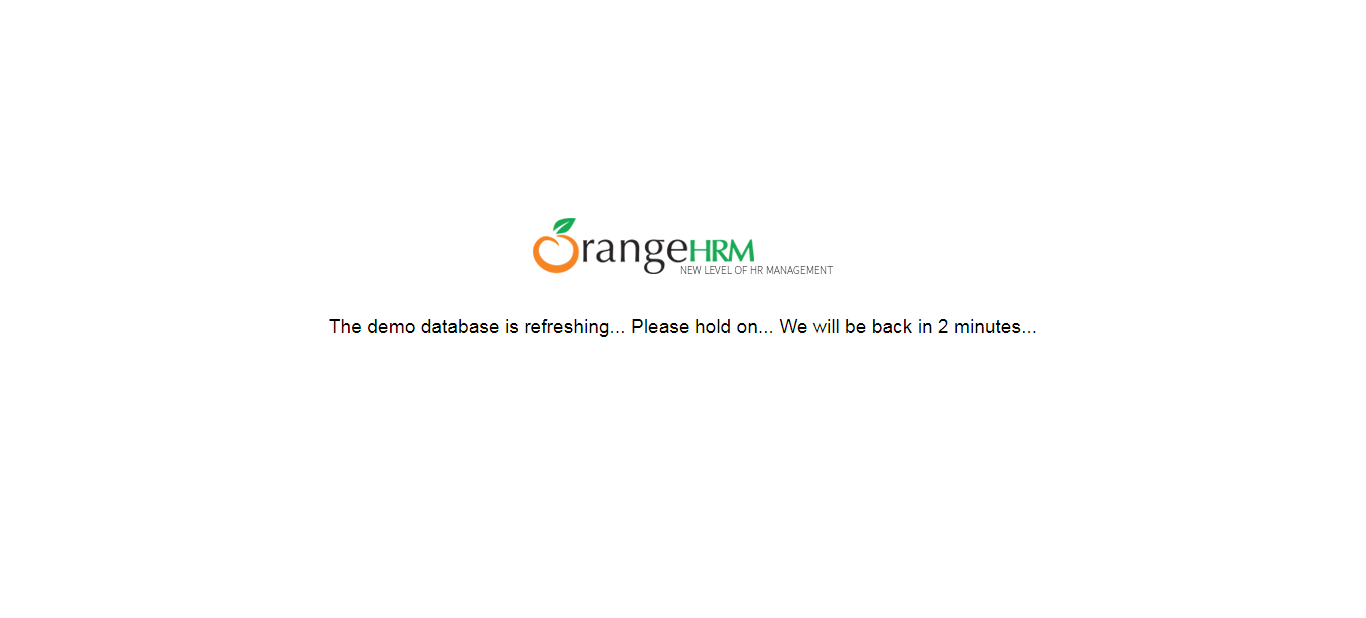 OrangeHRM
NEW LEVEL OF HR MANAGEMENT
The demo database is refreshing... Please hold on... We will be back in 2 minutes...